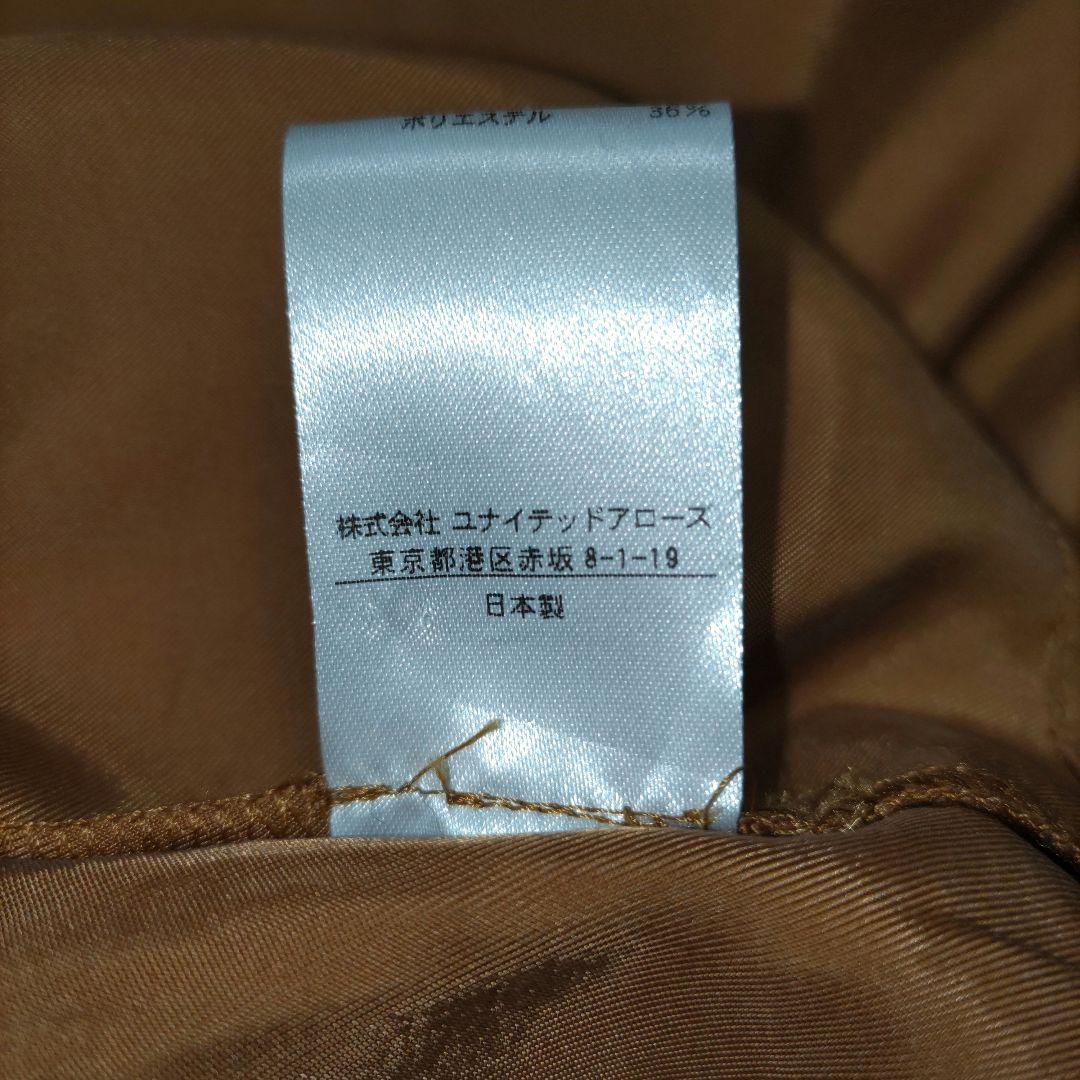 ポリエステル 36%
株式会社 ユナイテッドアローズ
東京都港区赤坂 8-1-19
日本製